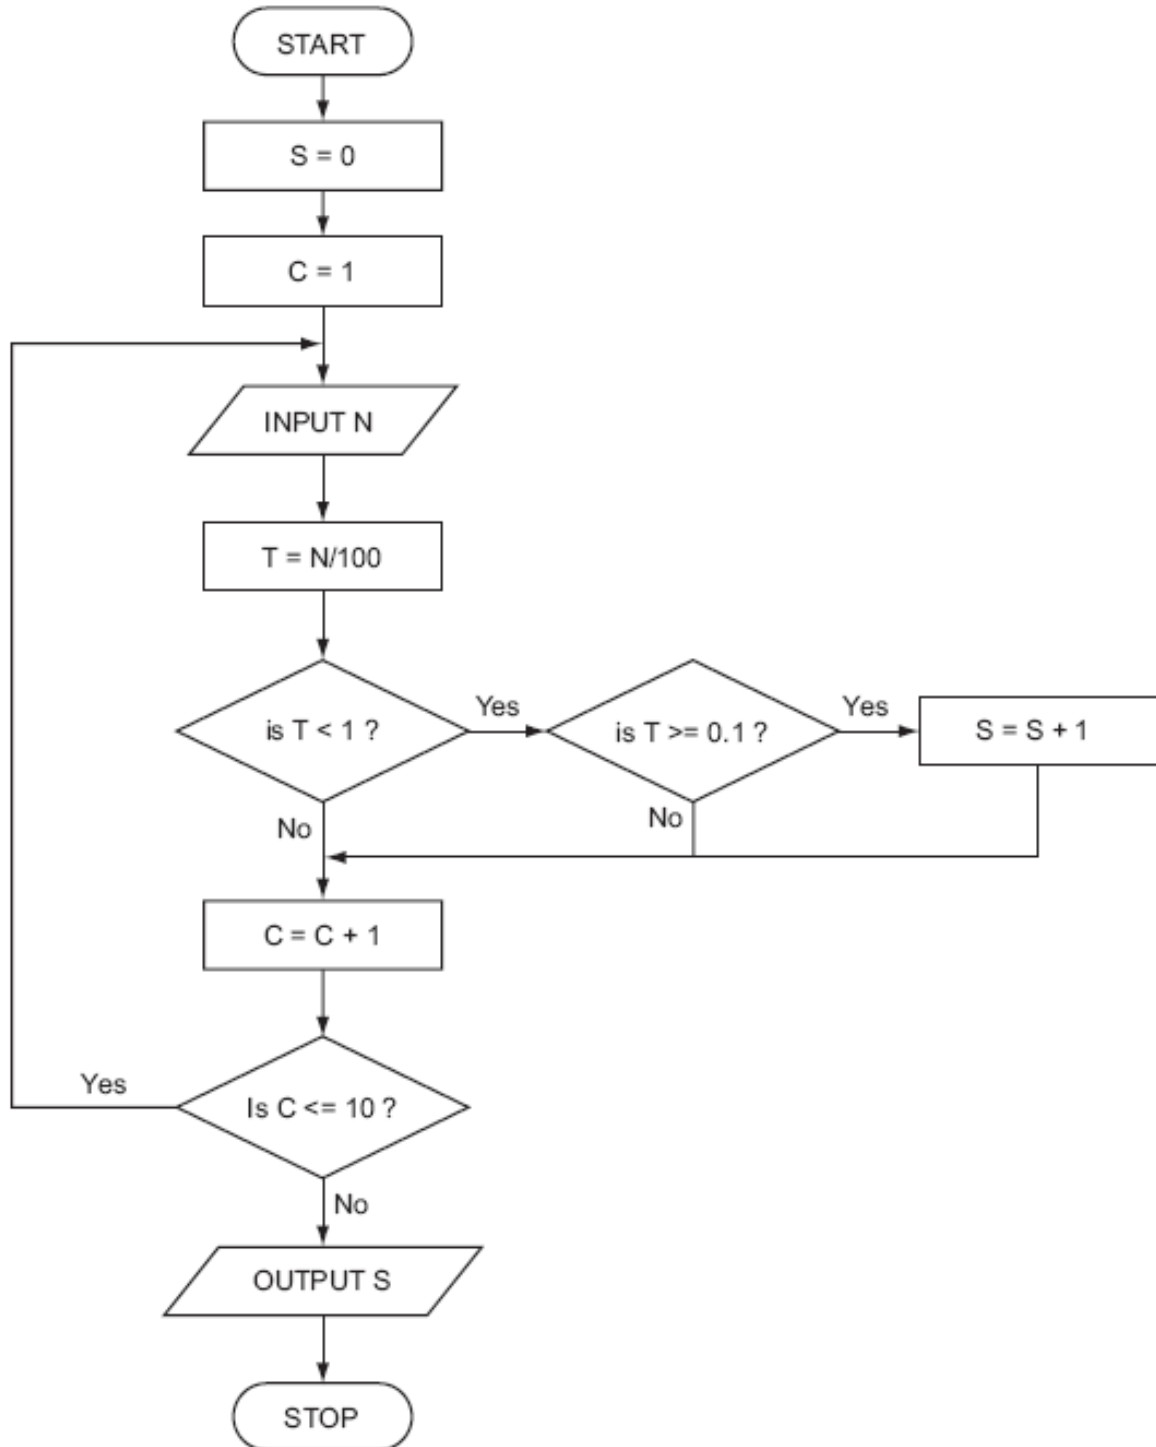 START
S = 0
C = 1
INPUT N
T = N/100
is T < 1 ?
Yes
is T >= 0.1 ?
Yes
S = S + 1
No
No
C = C + 1
Is C <= 10 ?
Yes
No
OUTPUT S
STOP